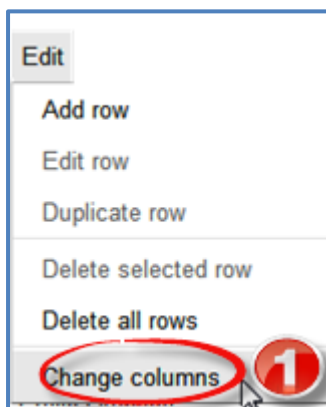 Edit
Add row
Edit row
Duplicate row
Delete selected row
Delete all rows
Change columns 1